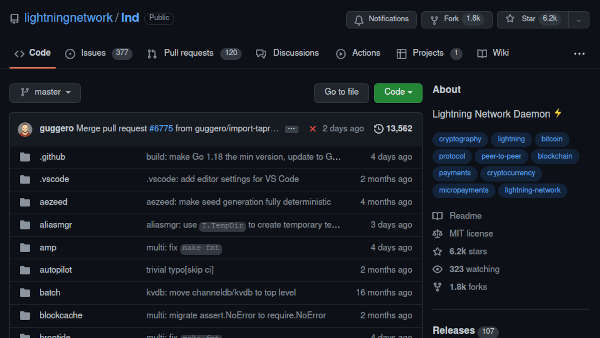 lightningnetwork / lnd Public
Notifications
Fork 1.8k
Star 6.2k
Code
Issues 377
Pull requests 120
Discussions
Actions
Projects 1
Wiki
master
Go to file
Code
guggero Merge pull request #6775 from guggero/import-tapr… 2 days ago 13,562
.github build: make Go 1.18 the min version, update to G… 4 days ago
.vscode .vscode: add editor settings for VS Code 2 months ago
aezeed aezeed: make seed generation fully deterministic 4 months ago
aliasmgr aliasmgr: use T.TempDir to create temporary te… 3 days ago
amp multi: fix make fmt 4 days ago
autopilot trivial typo[skip ci] 2 months ago
batch kvdb: move channeldb/kvdb to top level 16 months ago
blockcache multi: migrate assert.NoError to require.NoError 2 months ago
brontide multi: fix make fmt 4 days ago
About
Lightning Network Daemon ⚡
cryptography lightning bitcoin
protocol peer-to-peer blockchain
payments cryptocurrency
micropayments lightning-network
Readme
MIT license
6.2k stars
323 watching
1.8k forks
Releases 107